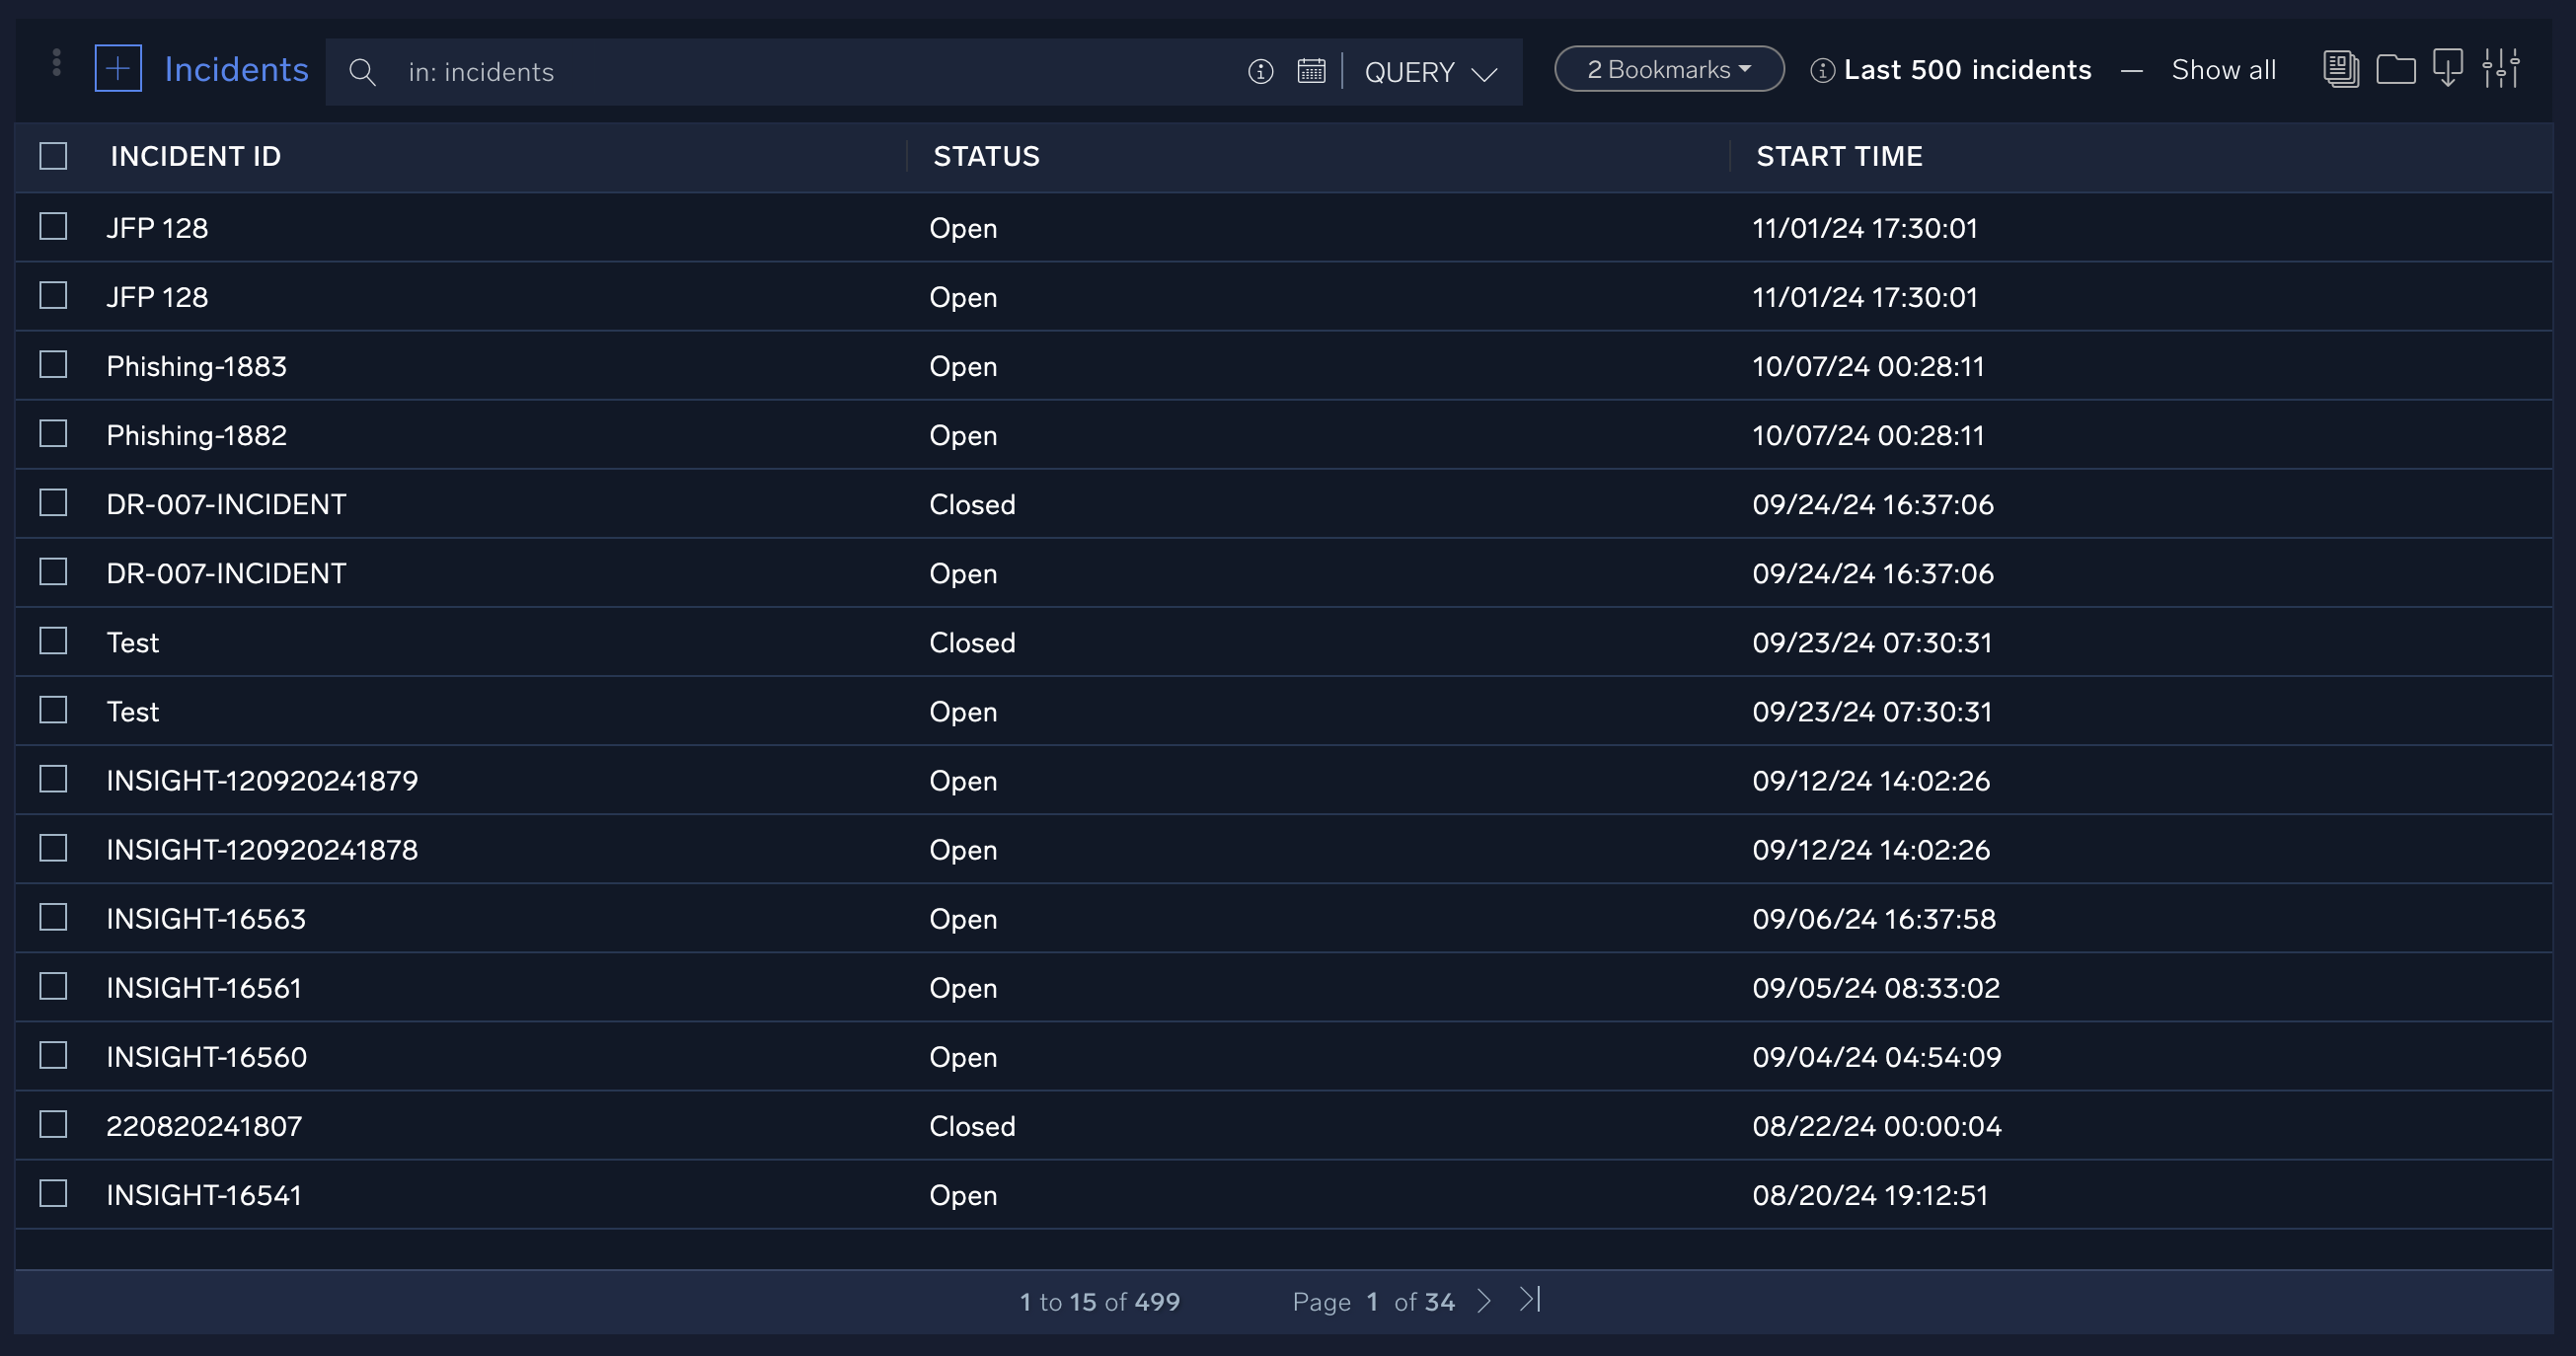 Incidents in: incidents QUERY 2 Bookmarks Last 500 incidents — Show all
INCIDENT ID STATUS START TIME
JFP 128 Open 11/01/24 17:30:01
JFP 128 Open 11/01/24 17:30:01
Phishing-1883 Open 10/07/24 00:28:11
Phishing-1882 Open 10/07/24 00:28:11
DR-007-INCIDENT Closed 09/24/24 16:37:06
DR-007-INCIDENT Open 09/24/24 16:37:06
Test Closed 09/23/24 07:30:31
Test Open 09/23/24 07:30:31
INSIGHT-120920241879 Open 09/12/24 14:02:26
INSIGHT-120920241878 Open 09/12/24 14:02:26
INSIGHT-16563 Open 09/06/24 16:37:58
INSIGHT-16561 Open 09/05/24 08:33:02
INSIGHT-16560 Open 09/04/24 04:54:09
220820241807 Closed 08/22/24 00:00:04
INSIGHT-16541 Open 08/20/24 19:12:51
1 to 15 of 499 Page 1 of 34